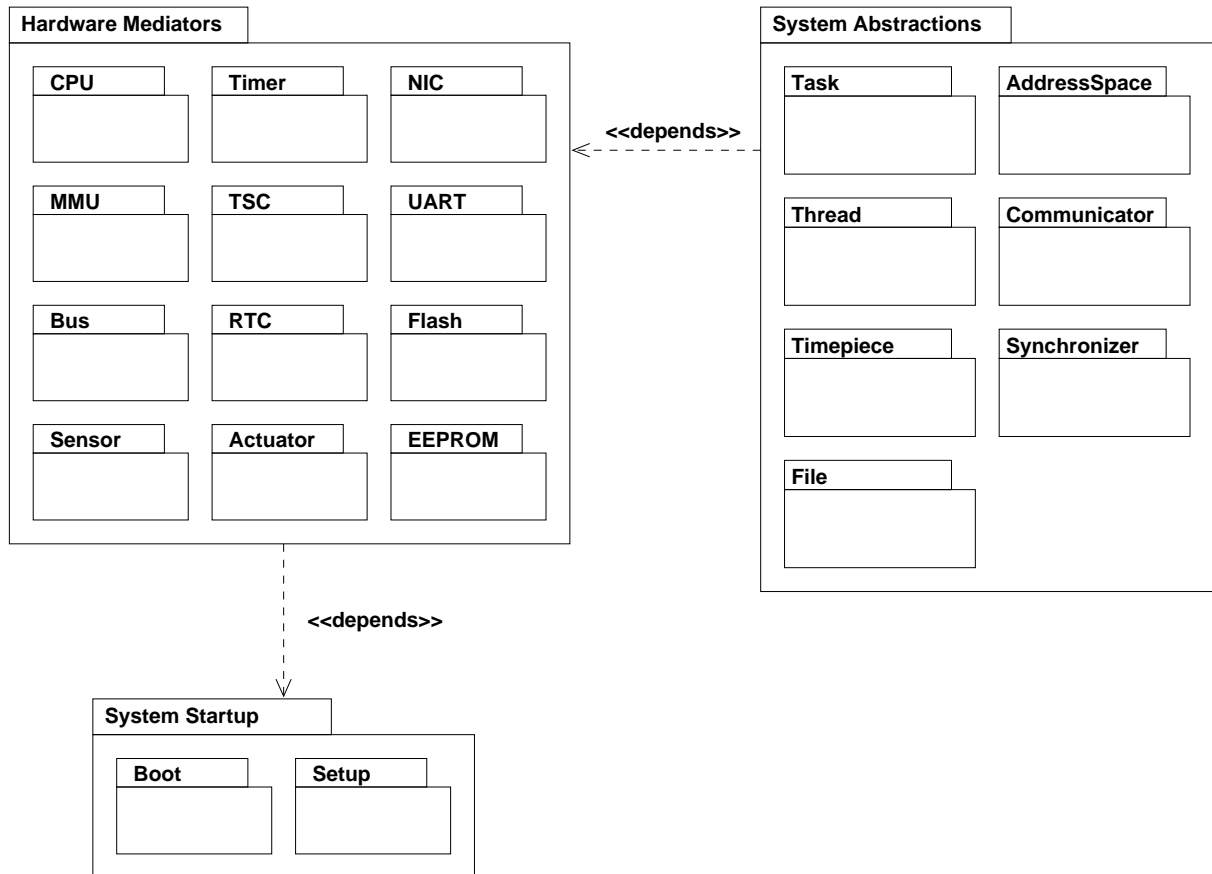 Hardware Mediators
CPU
Timer
NIC
MMU
TSC
UART
Bus
RTC
Flash
Sensor
Actuator
EEPROM
<<depends>>
System Abstractions
Task
AddressSpace
Thread
Communicator
Timepiece
Synchronizer
File
<<depends>>
System Startup
Boot
Setup